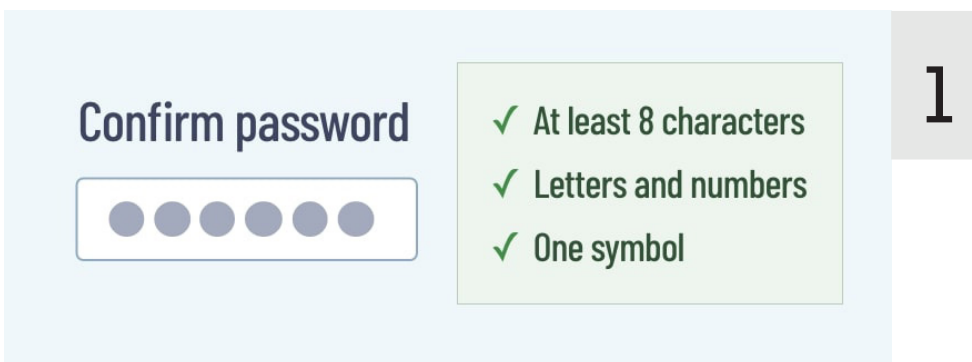 Confirm password
✓ At least 8 characters
✓ Letters and numbers
✓ One symbol
1